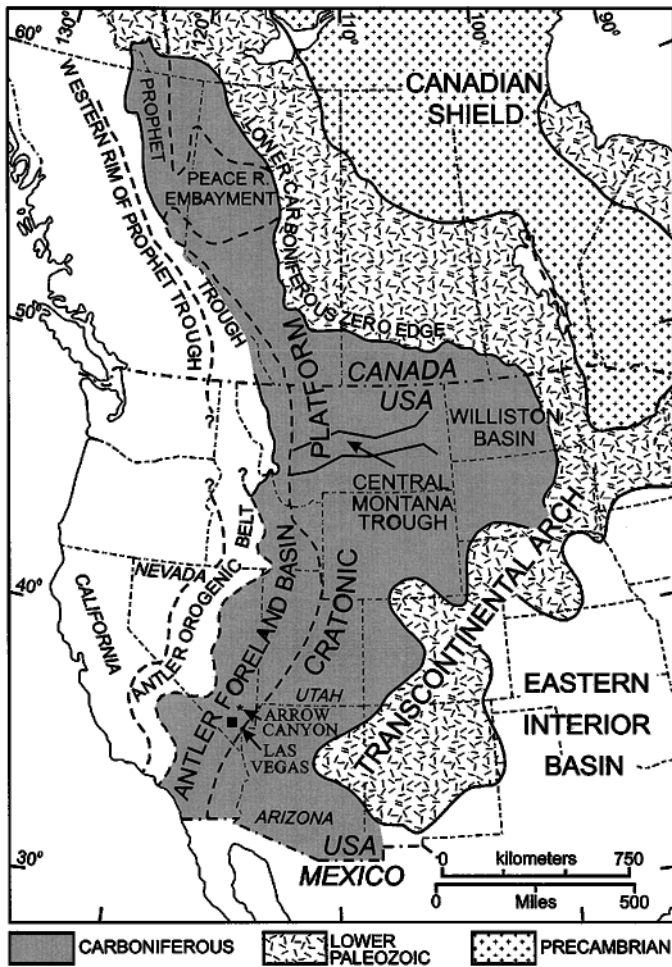 130°
120°
110°
100°
90°
60°
50°
40°
30°
CANADIAN
SHIELD
PROPHET
TROUGH
WESTERN RIM OF PROPHET TROUGH
PEACE R.
EMBAYMENT
LOWER CARBONIFEROUS ZERO EDGE
CANADA
USA
WILLISTON
BASIN
CENTRAL
MONTANA
TROUGH
CRATONIC PLATFORM
?
?
ANTLER OROGENIC BELT
NEVADA
CALIFORNIA
ANTLER FORELAND BASIN
UTAH
ARROW
CANYON
LAS
VEGAS
ARIZONA
TRANSCONTINENTAL ARCH
EASTERN
INTERIOR
BASIN
USA
MEXICO
0 kilometers 750
0 Miles 500
CARBONIFEROUS
LOWER
PALEOZOIC
PRECAMBRIAN